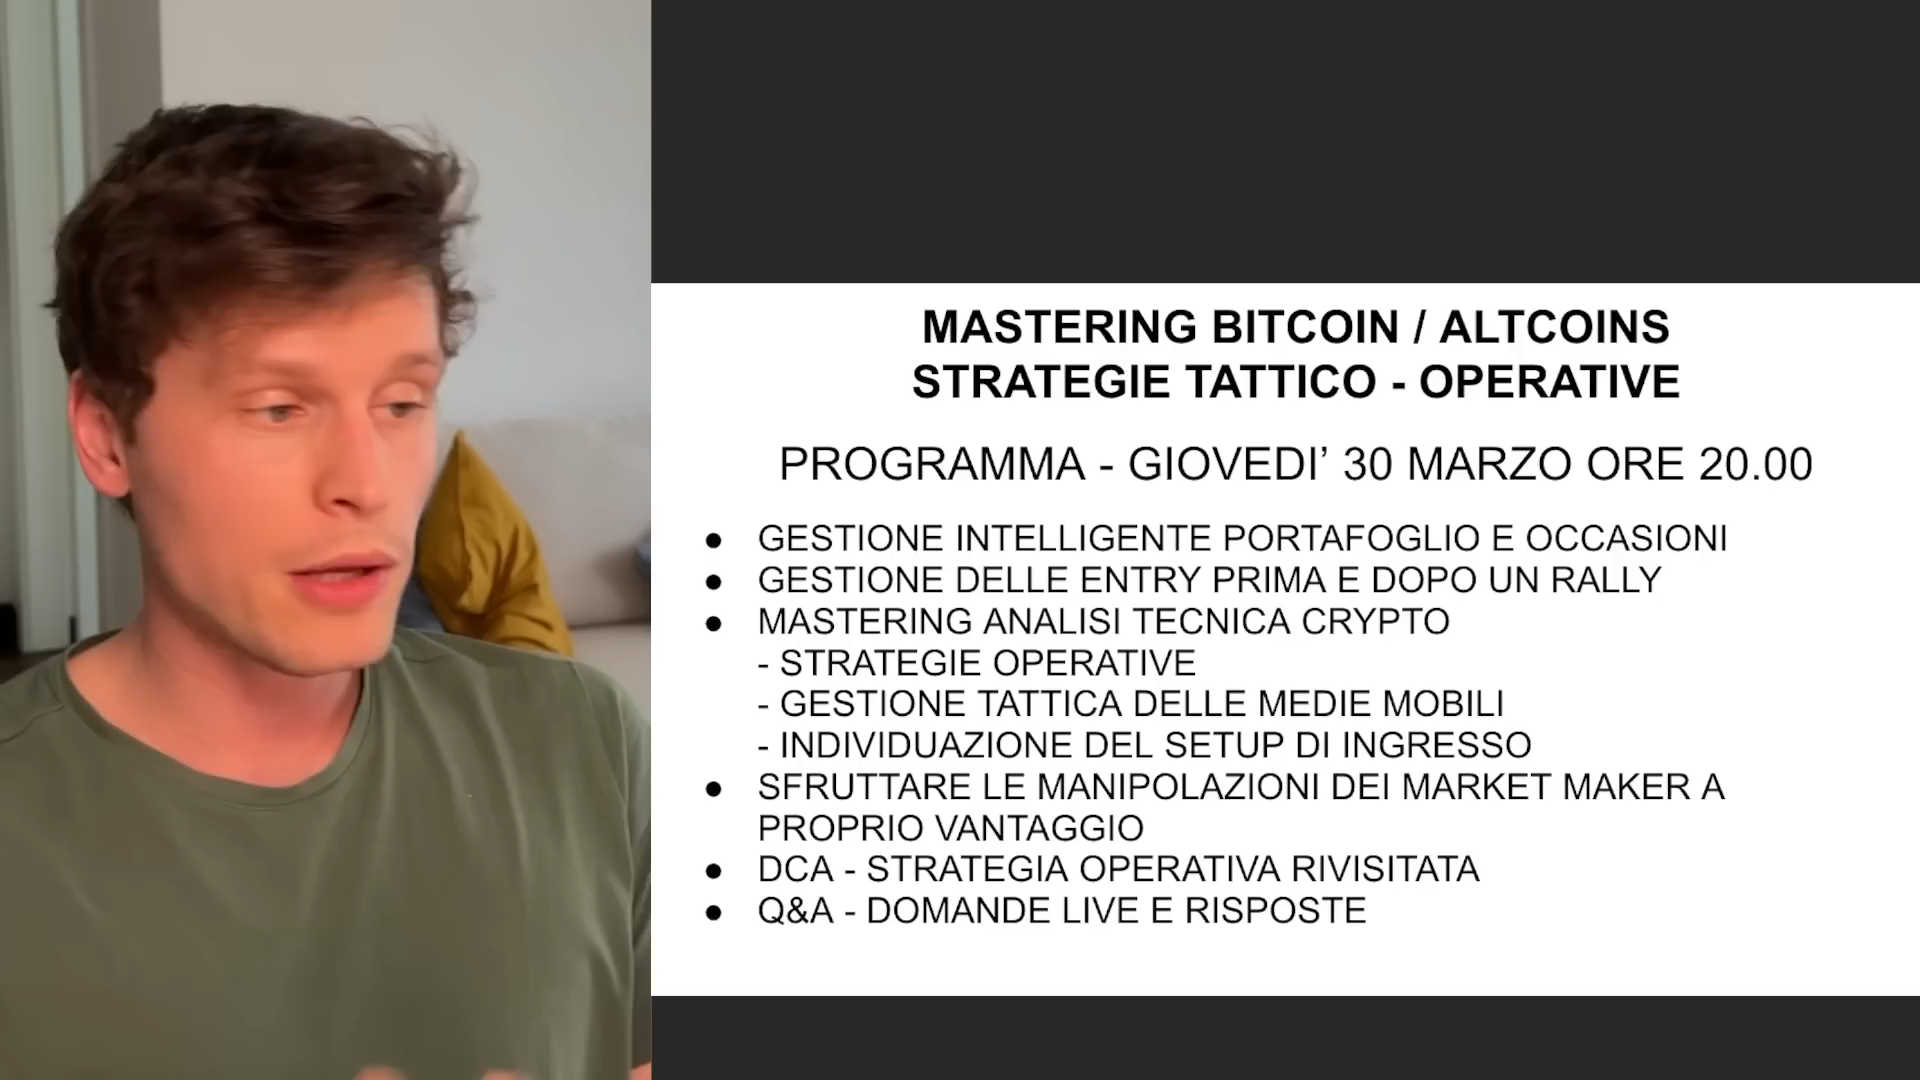 MASTERING BITCOIN / ALTCOINS
STRATEGIE TATTICO - OPERATIVE
PROGRAMMA - GIOVEDI’ 30 MARZO ORE 20.00
● GESTIONE INTELLIGENTE PORTAFOGLIO E OCCASIONI
● GESTIONE DELLE ENTRY PRIMA E DOPO UN RALLY
● MASTERING ANALISI TECNICA CRYPTO
- STRATEGIE OPERATIVE
- GESTIONE TATTICA DELLE MEDIE MOBILI
- INDIVIDUAZIONE DEL SETUP DI INGRESSO
● SFRUTTARE LE MANIPOLAZIONI DEI MARKET MAKER A
PROPRIO VANTAGGIO
● DCA - STRATEGIA OPERATIVA RIVISITATA
● Q&A - DOMANDE LIVE E RISPOSTE